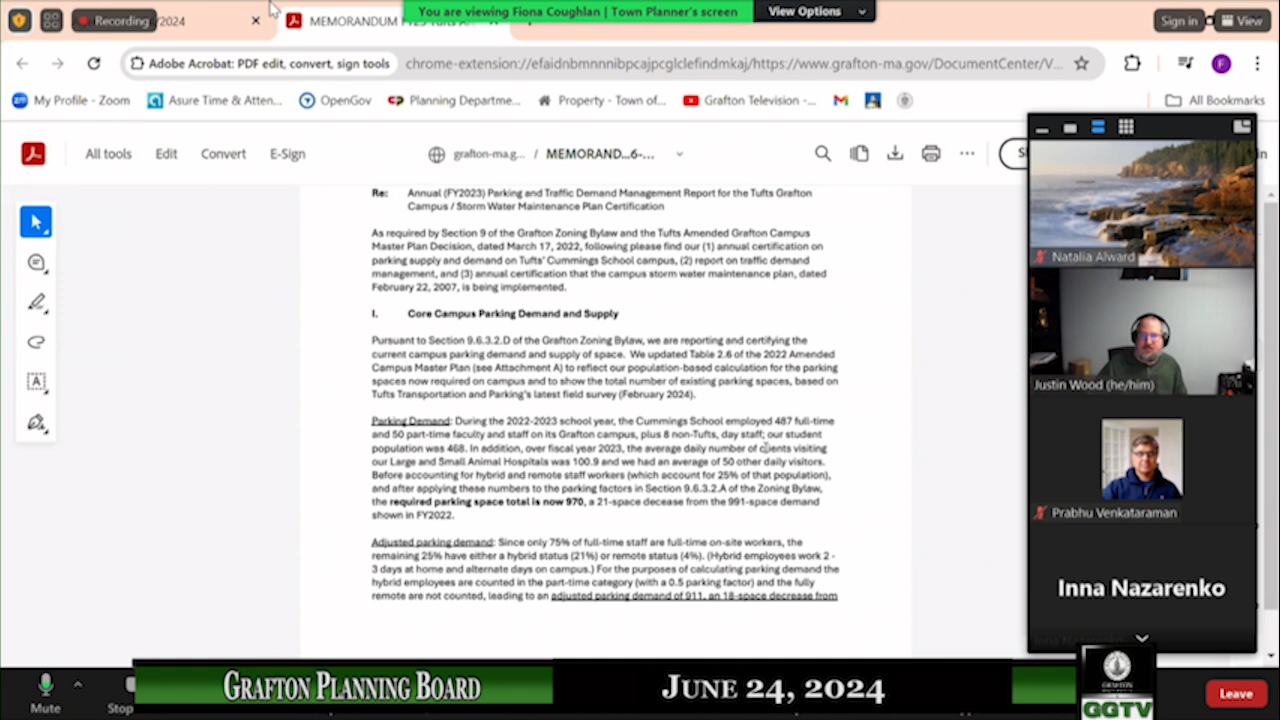 Recording
/2024
MEMORANDUM FY23 Tufts A
You are viewing Fiona Coughlan | Town Planner's screen
View Options
Sign in
View
Adobe Acrobat: PDF edit, convert, sign tools
chrome-extension://efaidnbmnnnibpcajpcglclefindmkaj/https://www.grafton-ma.gov/DocumentCenter/V...
F
My Profile - Zoom
Asure Time & Atten...
OpenGov
Planning Departme...
Property - Town of...
Grafton Television -...
All Bookmarks
All tools
Edit
Convert
E-Sign
grafton-ma.g...
/
MEMORAND...6-...
Re: Annual (FY2023) Parking and Traffic Demand Management Report for the Tufts Grafton
Campus / Storm Water Maintenance Plan Certification
As required by Section 9 of the Grafton Zoning Bylaw and the Tufts Amended Grafton Campus
Master Plan Decision, dated March 17, 2022, following please find our (1) annual certification on
parking supply and demand on Tufts' Cummings School campus, (2) report on traffic demand
management, and (3) annual certification that the campus storm water maintenance plan, dated
February 22, 2007, is being implemented.
I. Core Campus Parking Demand and Supply
Pursuant to Section 9.6.3.2.D of the Grafton Zoning Bylaw, we are reporting and certifying the
current campus parking demand and supply of space. We updated Table 2.6 of the 2022 Amended
Campus Master Plan (see Attachment A) to reflect our population-based calculation for the parking
spaces now required on campus and to show the total number of existing parking spaces, based on
Tufts Transportation and Parking's latest field survey (February 2024).
Parking Demand: During the 2022-2023 school year, the Cummings School employed 487 full-time
and 50 part-time faculty and staff on its Grafton campus, plus 8 non-Tufts, day staff; our student
population was 468. In addition, over fiscal year 2023, the average daily number of clients visiting
our Large and Small Animal Hospitals was 100.9 and we had an average of 50 other daily visitors.
Before accounting for hybrid and remote staff workers (which account for 25% of that population),
and after applying these numbers to the parking factors in Section 9.6.3.2.A of the Zoning Bylaw,
the required parking space total is now 970, a 21-space decease from the 991-space demand
shown in FY2022.
Adjusted parking demand: Since only 75% of full-time staff are full-time on-site workers, the
remaining 25% have either a hybrid status (21%) or remote status (4%). (Hybrid employees work 2 -
3 days at home and alternate days on campus.) For the purposes of calculating parking demand the
hybrid employees are counted in the part-time category (with a 0.5 parking factor) and the fully
remote are not counted, leading to an adjusted parking demand of 911, an 18-space decrease from
Natalia Alward
Justin Wood (he/him)
Prabhu Venkataraman
Inna Nazarenko
Mute
Stop
Leave
GRAFTON PLANNING BOARD
JUNE 24, 2024
GRAFTON
GGTV